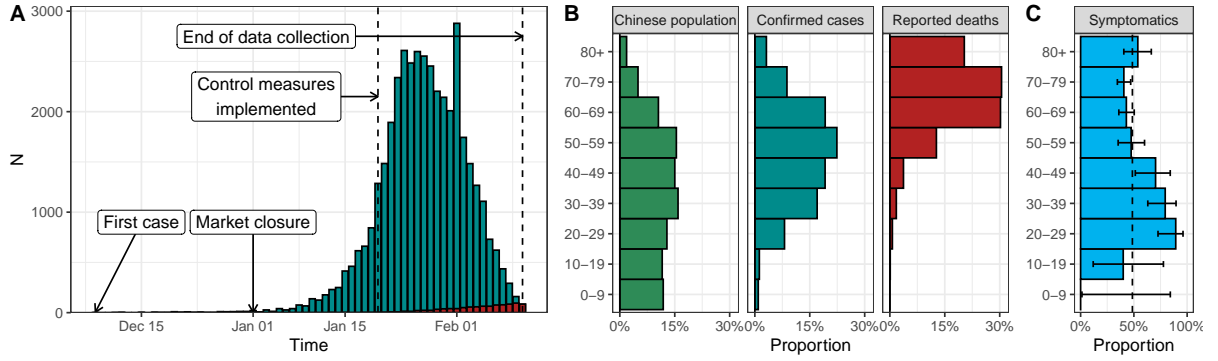 A
3000
2000
1000
0
N
End of data collection
Control measures
implemented
First case
Market closure
Dec 15
Jan 01
Jan 15
Feb 01
Time
B
Chinese population
Confirmed cases
Reported deaths
80+
70−79
60−69
50−59
40−49
30−39
20−29
10−19
0−9
0%
15%
30%
0%
15%
30%
0%
15%
30%
Proportion
C
Symptomatics
80+
70−79
60−69
50−59
40−49
30−39
20−29
10−19
0−9
0%
50%
100%
Proportion